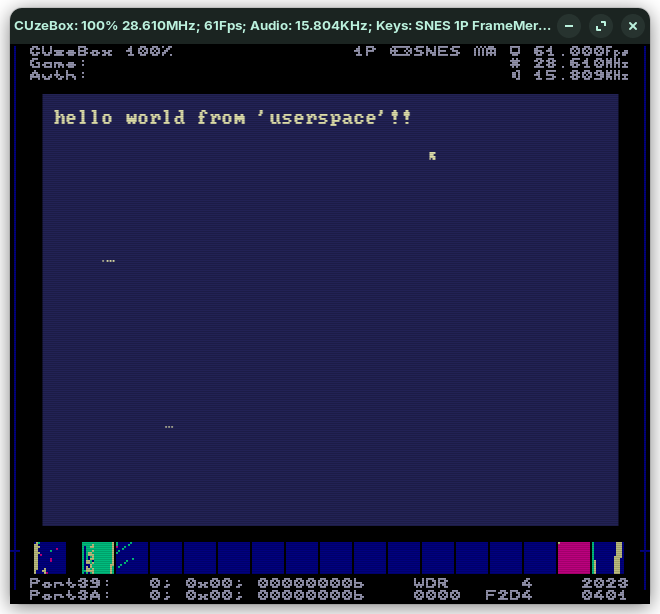 CUzeBox: 100% 28.610MHz; 61Fps; Audio: 15.804KHz; Keys: SNES 1P FrameMer...
CUzeBox 100% 1P SNES MA 61.000Fps
Game: 28.610MHz
Auth: 15.809KHz
hello world from 'userspace'!!
Port39: 0; 0x00; 00000000b WDR 4 2023
Port3A: 0; 0x00; 00000000b 0000 F2D4 0401